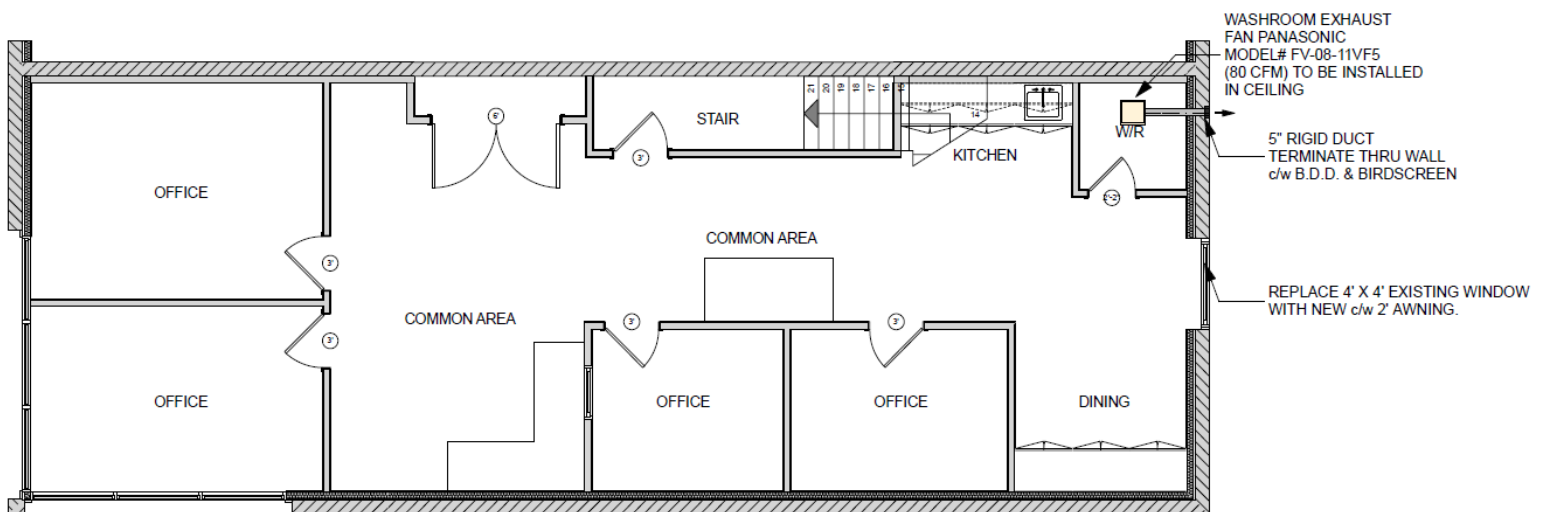 WASHROOM EXHAUST
FAN PANASONIC
MODEL# FV-08-11VF5
(80 CFM) TO BE INSTALLED
IN CEILING
5" RIGID DUCT
TERMINATE THRU WALL
c/w B.D.D. & BIRDSCREEN
REPLACE 4' X 4' EXISTING WINDOW
WITH NEW c/w 2' AWNING.
OFFICE
6'
STAIR
21
20
19
18
17
16
15
14
W/R
KITCHEN
3'
2'-2"
COMMON AREA
3'
COMMON AREA
3'
3'
3'
OFFICE
OFFICE
OFFICE
DINING